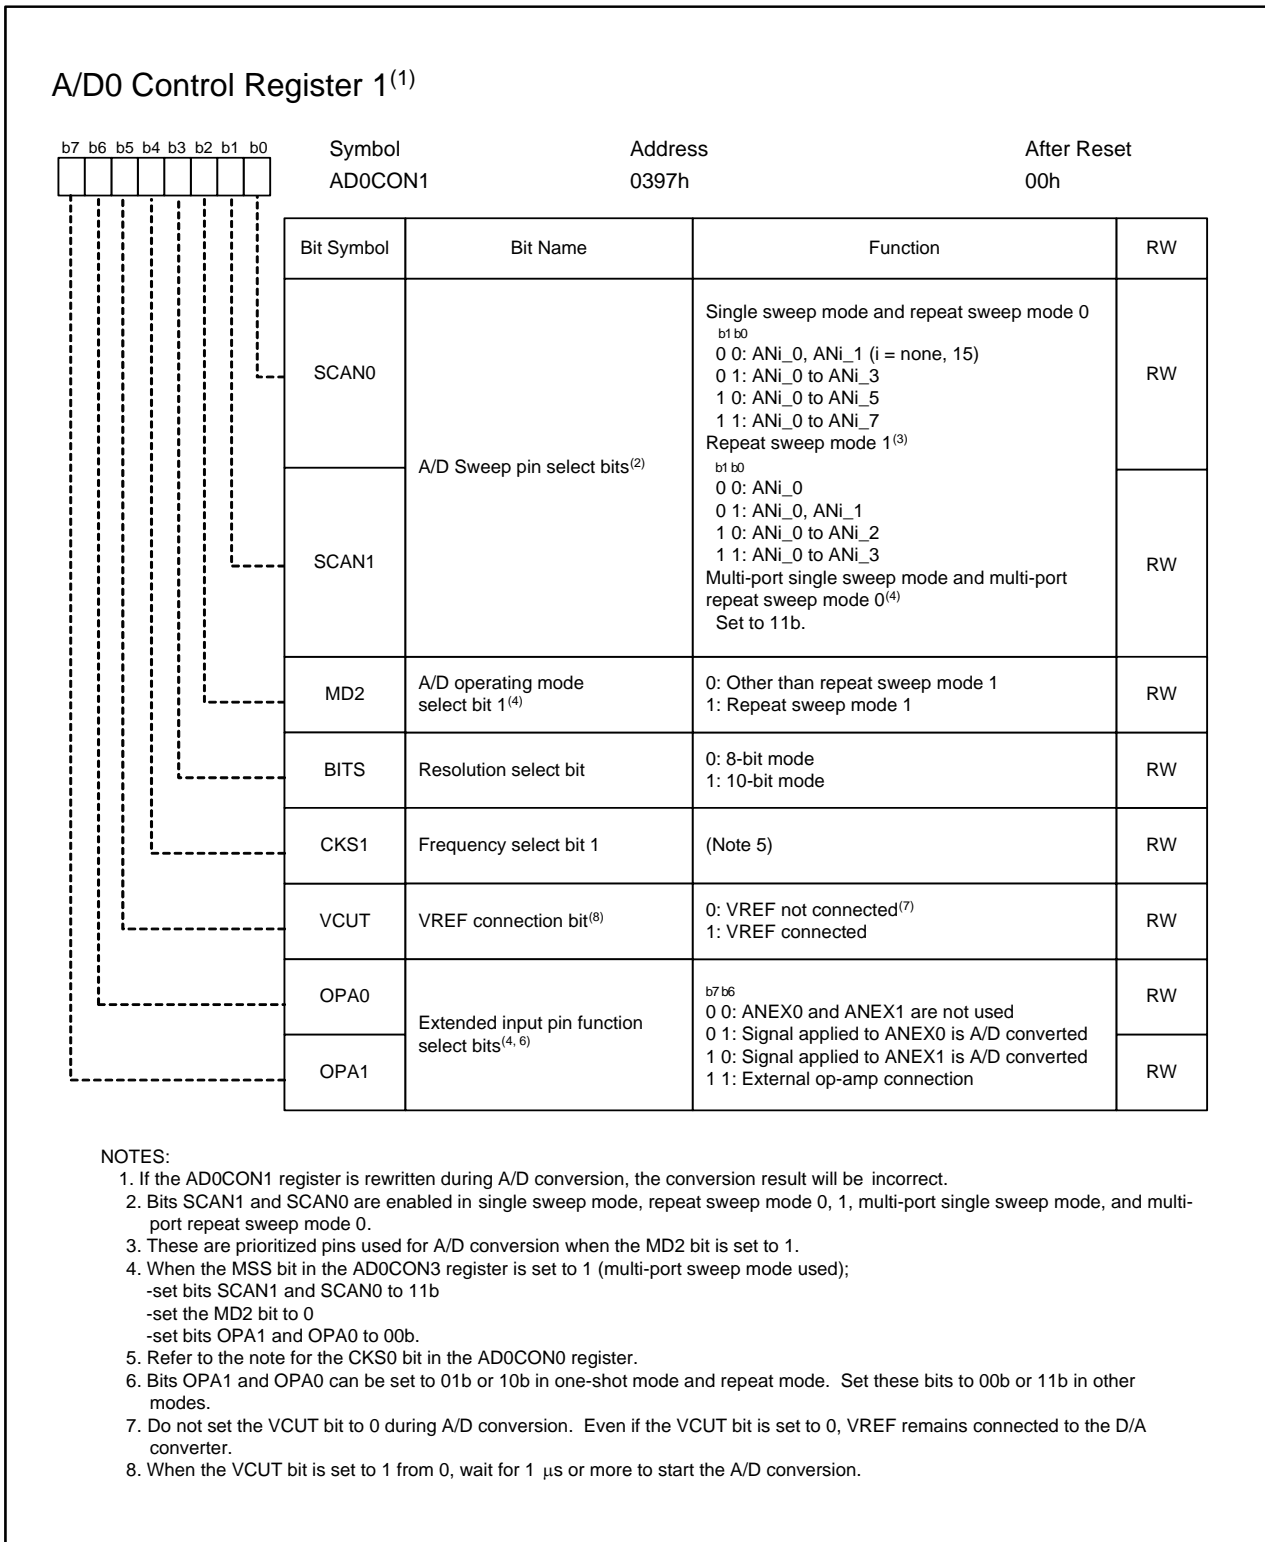 A/D0 Control Register 1(1)
b7 b6 b5 b4 b3 b2 b1 b0
Symbol Address After Reset
AD0CON1 0397h 00h
Bit Symbol Bit Name Function RW
SCAN0
A/D Sweep pin select bits(2)
Single sweep mode and repeat sweep mode 0
b1 b0
0 0: ANi_0, ANi_1 (i = none, 15)
0 1: ANi_0 to ANi_3
1 0: ANi_0 to ANi_5
1 1: ANi_0 to ANi_7
Repeat sweep mode 1(3)
b1 b0
0 0: ANi_0
0 1: ANi_0, ANi_1
1 0: ANi_0 to ANi_2
1 1: ANi_0 to ANi_3
Multi-port single sweep mode and multi-port
repeat sweep mode 0(4)
Set to 11b.
RW
SCAN1
RW
MD2
A/D operating mode
select bit 1(4)
0: Other than repeat sweep mode 1
1: Repeat sweep mode 1
RW
BITS
Resolution select bit
0: 8-bit mode
1: 10-bit mode
RW
CKS1 Frequency select bit 1 (Note 5) RW
VCUT
VREF connection bit(8)
0: VREF not connected(7)
1: VREF connected
RW
OPA0
Extended input pin function
select bits(4, 6)
b7 b6
0 0: ANEX0 and ANEX1 are not used
0 1: Signal applied to ANEX0 is A/D converted
1 0: Signal applied to ANEX1 is A/D converted
1 1: External op-amp connection
RW
OPA1
RW
NOTES:
1. If the AD0CON1 register is rewritten during A/D conversion, the conversion result will be incorrect.
2. Bits SCAN1 and SCAN0 are enabled in single sweep mode, repeat sweep mode 0, 1, multi-port single sweep mode, and multi-
port repeat sweep mode 0.
3. These are prioritized pins used for A/D conversion when the MD2 bit is set to 1.
4. When the MSS bit in the AD0CON3 register is set to 1 (multi-port sweep mode used);
-set bits SCAN1 and SCAN0 to 11b
-set the MD2 bit to 0
-set bits OPA1 and OPA0 to 00b.
5. Refer to the note for the CKS0 bit in the AD0CON0 register.
6. Bits OPA1 and OPA0 can be set to 01b or 10b in one-shot mode and repeat mode. Set these bits to 00b or 11b in other
modes.
7. Do not set the VCUT bit to 0 during A/D conversion. Even if the VCUT bit is set to 0, VREF remains connected to the D/A
converter.
8. When the VCUT bit is set to 1 from 0, wait for 1 μs or more to start the A/D conversion.